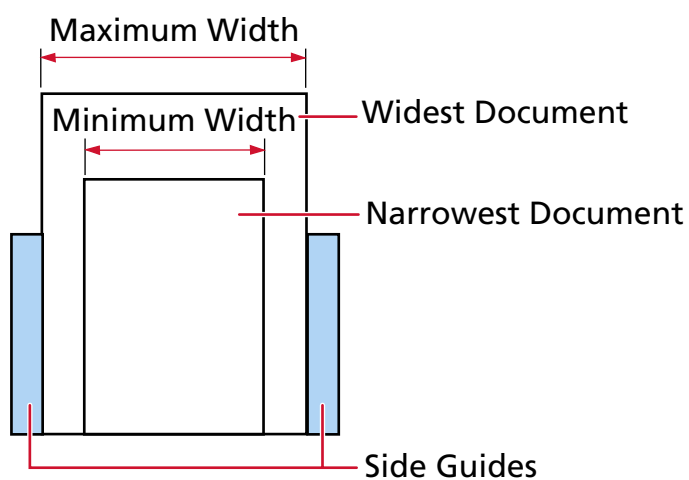 Maximum Width
Widest Document
Minimum Width
Narrowest Document
Side Guides